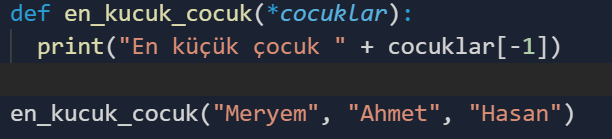 def en_kucuk_cocuk(*cocuklar):
  print("En küçük çocuk " + cocuklar[-1])
en_kucuk_cocuk("Meryem", "Ahmet", "Hasan")